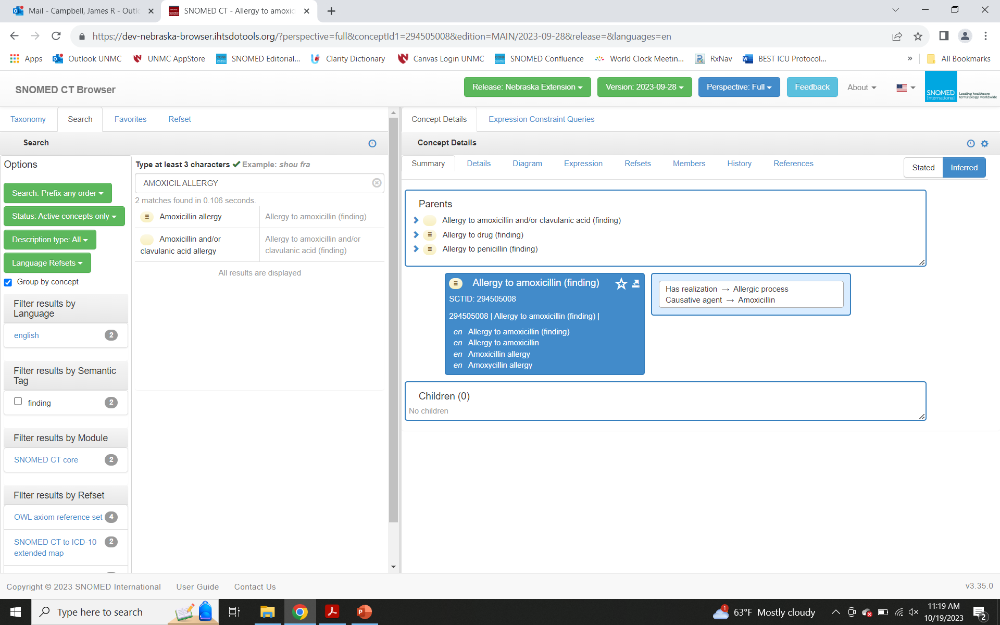 Mail - Campbell, James R - Outl
SNOMED CT - Allergy to amoxic
https://dev-nebraska-browser.ihtsdotools.org/?perspective=full&conceptId1=294505008&edition=MAIN/2023-09-28&release=&languages=en
Apps
Outlook UNMC
UNMC AppStore
SNOMED Editorial...
Clarity Dictionary
Canvas Login UNMC
SNOMED Confluence
World Clock Meetin...
RxNav
BEST ICU Protocol...
»
All Bookmarks
SNOMED CT Browser
Release: Nebraska Extension
Version: 2023-09-28
Perspective: Full
Feedback
About
SNOMED
International
Leading healthcare
terminology, worldwide
Taxonomy
Search
Favorites
Refset
Search
Options
Search: Prefix any order
Status: Active concepts only
Description type: All
Language Refsets
Group by concept
Filter results by
Language
english 2
Filter results by Semantic
Tag
finding 2
Filter results by Module
SNOMED CT core 2
Filter results by Refset
OWL axiom reference set 4
SNOMED CT to ICD-10 2
extended map
Type at least 3 characters Example: shou fra
AMOXICIL ALLERGY
2 matches found in 0.106 seconds.
Amoxicillin allergy
Allergy to amoxicillin (finding)
Amoxicillin and/or
clavulanic acid allergy
Allergy to amoxicillin and/or
clavulanic acid (finding)
All results are displayed
Concept Details
Expression Constraint Queries
Concept Details
Summary
Details
Diagram
Expression
Refsets
Members
History
References
Stated
Inferred
Parents
Allergy to amoxicillin and/or clavulanic acid (finding)
Allergy to drug (finding)
Allergy to penicillin (finding)
Allergy to amoxicillin (finding)
SCTID: 294505008
294505008 | Allergy to amoxicillin (finding) |
en Allergy to amoxicillin (finding)
en Allergy to amoxicillin
en Amoxicillin allergy
en Amoxycillin allergy
Has realization → Allergic process
Causative agent → Amoxicillin
Children (0)
No children
Copyright © 2023 SNOMED International
User Guide
Contact Us
v3.35.0
Type here to search
1
63°F Mostly cloudy
11:19 AM
10/19/2023
2